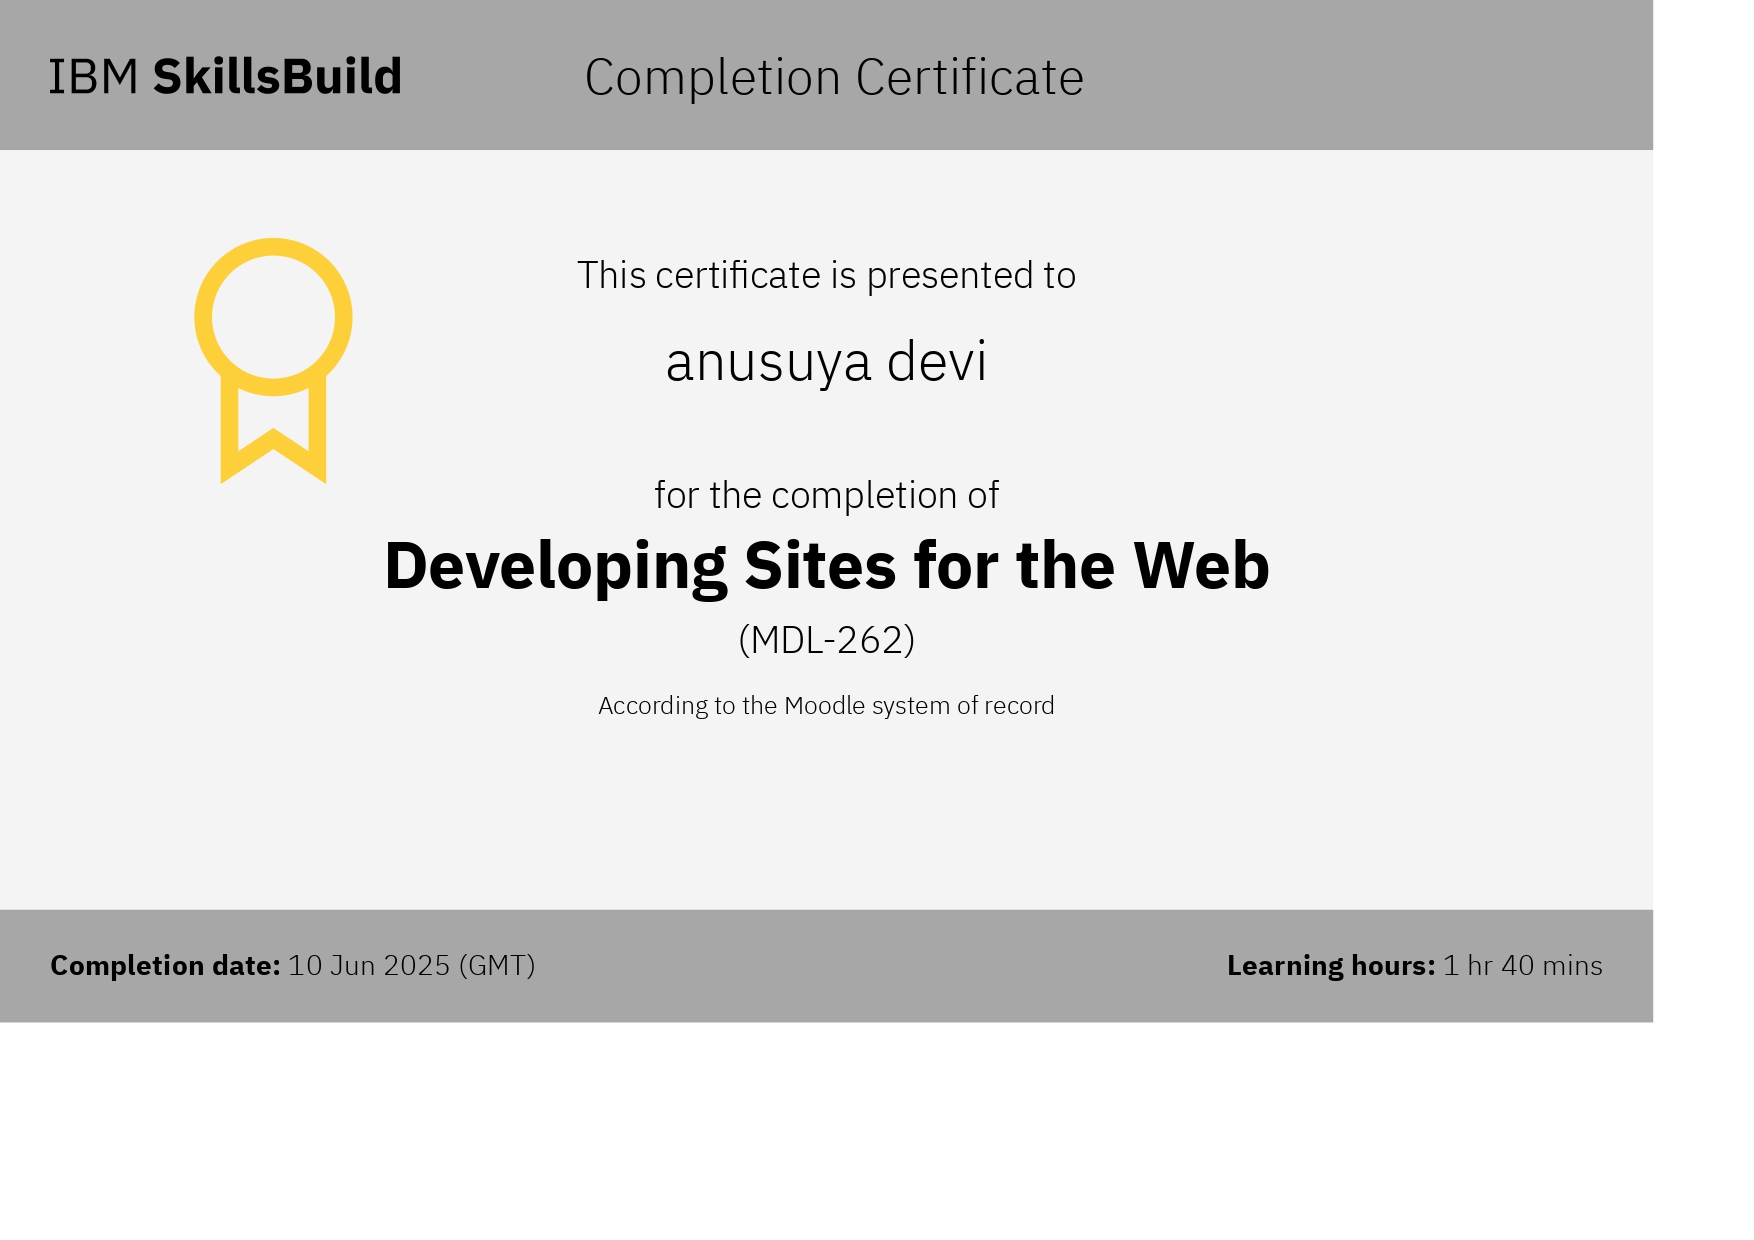 IBM SkillsBuild
Completion Certificate
This certificate is presented to
anusuya devi
for the completion of
Developing Sites for the Web
(MDL-262)
According to the Moodle system of record
Completion date: 10 Jun 2025 (GMT)
Learning hours: 1 hr 40 mins